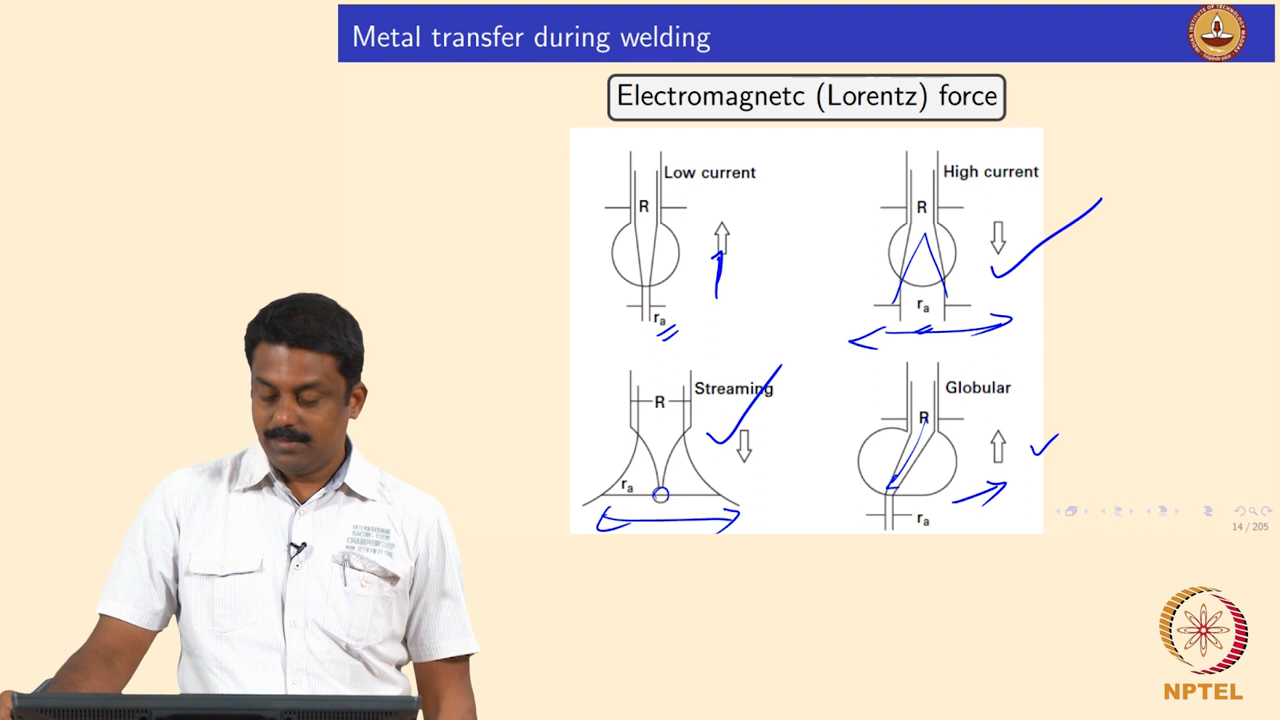 Metal transfer during welding
Electromagnetc (Lorentz) force
Low current
R
ra
High current
R
ra
Streaming
R
ra
Globular
R
ra
14 / 205
NPTEL